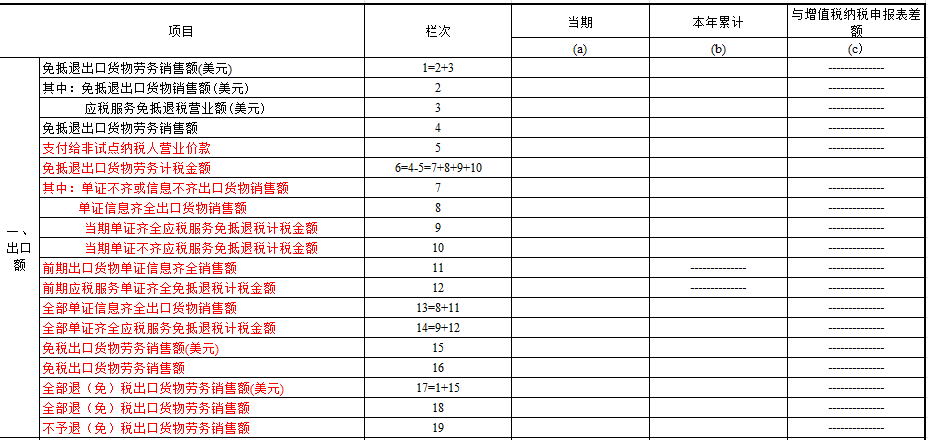 项目 栏次 当期 本年累计 与增值税纳税申报表差额
(a) (b) (c)
一、出口额
免抵退出口货物劳务销售额(美元) 1=2+3 --------------
其中：免抵退出口货物销售额(美元) 2 --------------
应税服务免抵退税营业额(美元) 3 --------------
免抵退出口货物劳务销售额 4 --------------
支付给非试点纳税人营业价款 5 --------------
免抵退出口货物劳务计税金额 6=4-5=7+8+9+10
其中：单证不齐或信息不齐出口货物销售额 7 --------------
单证信息齐全出口货物销售额 8 --------------
当期单证齐全应税服务免抵退税计税金额 9 --------------
当期单证不齐应税服务免抵退税计税金额 10 --------------
前期出口货物单证信息齐全销售额 11 -------------- --------------
前期应税服务单证齐全免抵退税计税金额 12 -------------- --------------
全部单证信息齐全出口货物销售额 13=8+11 --------------
全部单证齐全应税服务免抵退税计税金额 14=9+12 --------------
免税出口货物劳务销售额(美元) 15 --------------
免税出口货物劳务销售额 16 --------------
全部退（免）税出口货物劳务销售额(美元) 17=1+15 --------------
全部退（免）税出口货物劳务销售额 18 --------------
不予退（免）税出口货物劳务销售额 19 --------------